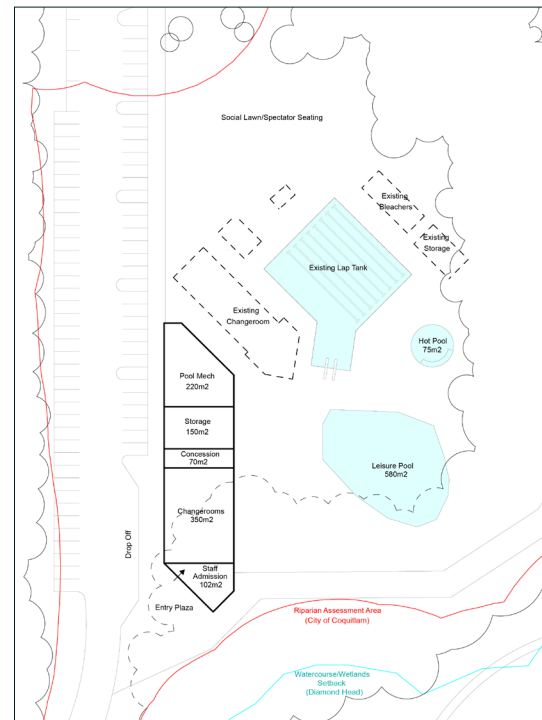 Social Lawn/Spectator Seating
Existing
Bleachers
Existing
Storage
Existing Lap Tank
Existing
Changeroom
Hot Pool
75m2
Pool Mech
220m2
Storage
150m2
Concession
70m2
Leisure Pool
580m2
Changerooms
350m2
Drop Off
Staff
Admission
102m2
Entry Plaza
Riparian Assessment Area
(City of Coquitlam)
Watercourse/Wetlands
Setback
(Diamond Head)